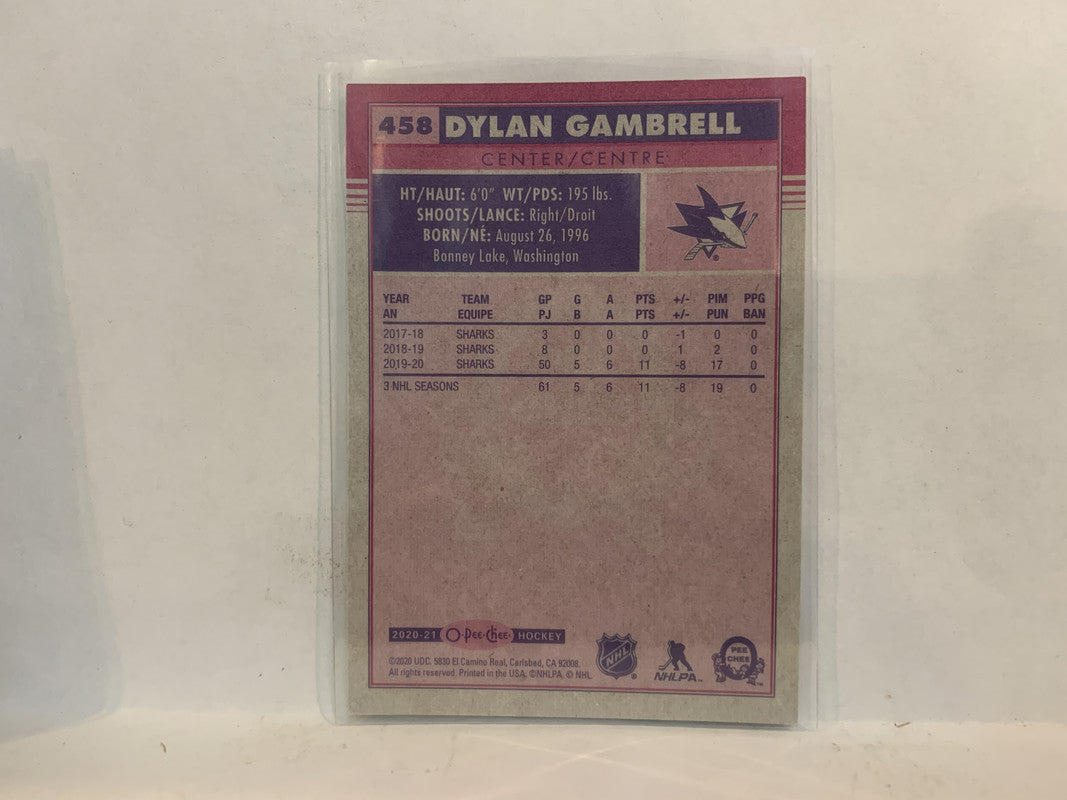 458 DYLAN GAMBRELL
CENTER/CENTRE
HT/HAUT: 6'0" WT/PDS: 195 lbs.
SHOOTS/LANCE: Right/Droit
BORN/NÉ: August 26, 1996
Bonney Lake, Washington
YEAR TEAM GP G A PTS +/- PIM PPG
AN EQUIPE PJ B A PTS +/- PUN BAN
2017-18 SHARKS 3 0 0 0 -1 0 0
2018-19 SHARKS 8 0 0 0 1 2 0
2019-20 SHARKS 50 5 6 11 -8 17 0
3 NHL SEASONS 61 5 6 11 -8 19 0
2020-21 O-Pee-Chee HOCKEY
©2020 UDC. 5830 El Camino Real, Carlsbad, CA 92008.
All rights reserved. Printed in the USA. ©NHLPA. © NHL
NHL
NHLPA™
PEE CHEE